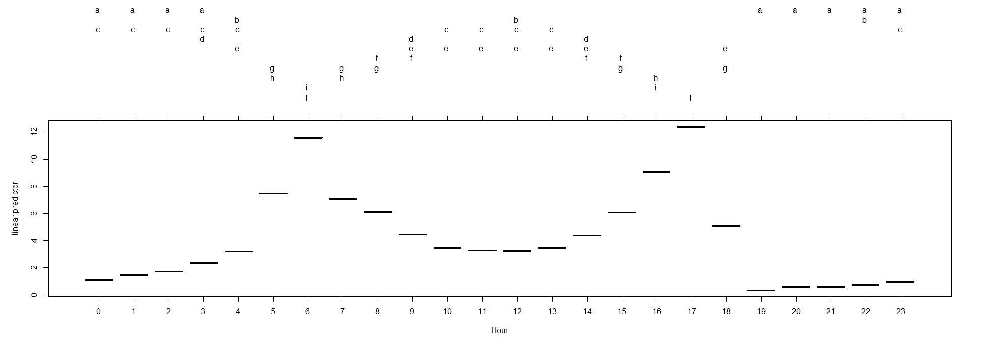 a a a a a a a a a
b b b
c c c c c c c c c c
d d d
e e e e e e e e
f f f f
g g g g g
h h h
i i
j j
12
10
8
6
4
2
0
linear predictor
0 1 2 3 4 5 6 7 8 9 10 11 12 13 14 15 16 17 18 19 20 21 22 23
Hour